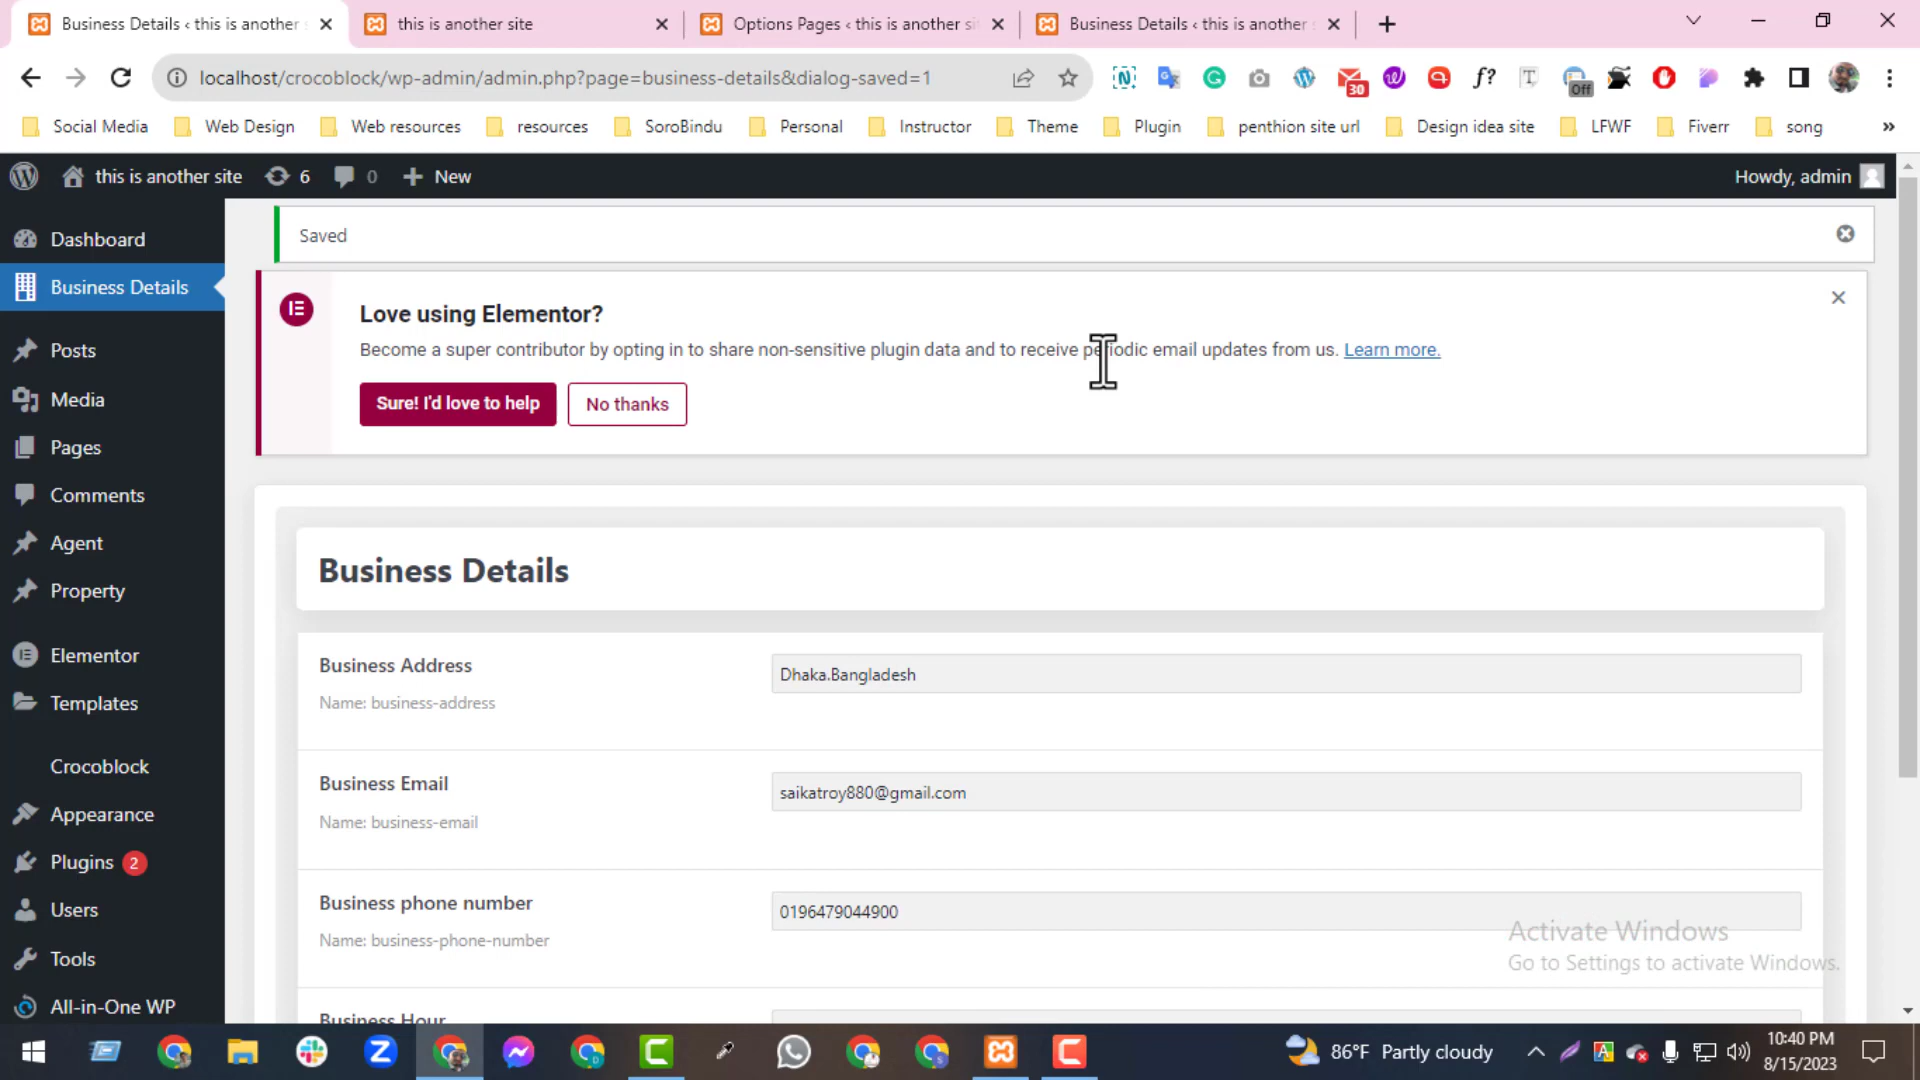 Business Details ‹ this is another
this is another site
Options Pages ‹ this is another si
Business Details ‹ this is another
localhost/crocoblock/wp-admin/admin.php?page=business-details&dialog-saved=1
30
f?
T
Off
Social Media
Web Design
Web resources
resources
SoroBindu
Personal
Instructor
Theme
Plugin
penthion site url
Design idea site
LFWF
Fiverr
song
»
this is another site
6
0
New
Howdy, admin
Dashboard
Business Details
Posts
Media
Pages
Comments
Agent
Property
Elementor
Templates
Crocoblock
Appearance
Plugins 2
Users
Tools
All-in-One WP
Saved
Love using Elementor?
Become a super contributor by opting in to share non-sensitive plugin data and to receive periodic email updates from us. Learn more.
Sure! I'd love to help
No thanks
Business Details
Business Address
Name: business-address
Dhaka.Bangladesh
Business Email
Name: business-email
saikatroy880@gmail.com
Business phone number
Name: business-phone-number
0196479044900
Business Hour
Activate Windows
Go to Settings to activate Windows.
86°F Partly cloudy
10:40 PM
8/15/2023